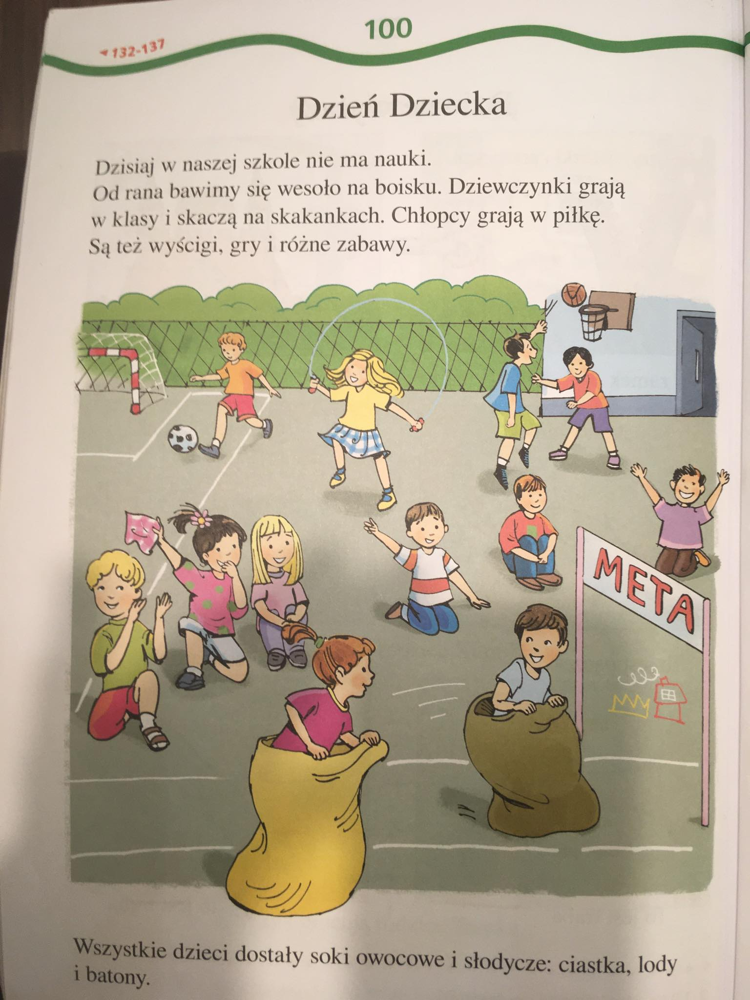 100
◄ 132-137
Dzień Dziecka
Dzisiaj w naszej szkole nie ma nauki.
Od rana bawimy się wesoło na boisku. Dziewczynki grają
w klasy i skaczą na skakankach. Chłopcy grają w piłkę.
Są też wyścigi, gry i różne zabawy.
META
Wszystkie dzieci dostały soki owocowe i słodycze: ciastka, lody
i batony.